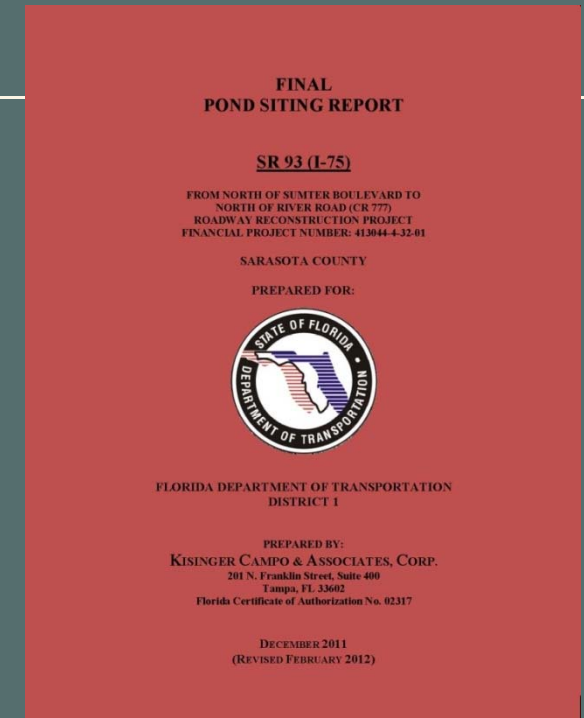 FINAL
POND SITING REPORT
SR 93 (I-75)
FROM NORTH OF SUMTER BOULEVARD TO
NORTH OF RIVER ROAD (CR 777)
ROADWAY RECONSTRUCTION PROJECT
FINANCIAL PROJECT NUMBER: 413044-4-32-01
SARASOTA COUNTY
PREPARED FOR:
STATE OF FLORIDA
DEPARTMENT OF TRANSPORTATION
FLORIDA DEPARTMENT OF TRANSPORTATION
DISTRICT 1
PREPARED BY:
KISINGER CAMPO & ASSOCIATES, CORP.
201 N. Franklin Street, Suite 400
Tampa, FL 33602
Florida Certificate of Authorization No. 02317
DECEMBER 2011
(REVISED FEBRUARY 2012)